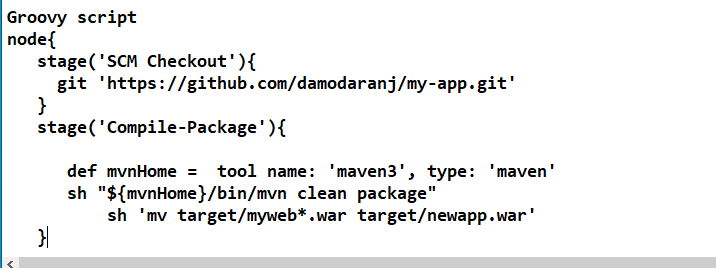 Groovy script
node{
   stage('SCM Checkout'){
     git 'https://github.com/damodaranj/my-app.git'
   }
   stage('Compile-Package'){

      def mvnHome =  tool name: 'maven3', type: 'maven'
      sh "${mvnHome}/bin/mvn clean package"
          sh 'mv target/myweb*.war target/newapp.war'
   }